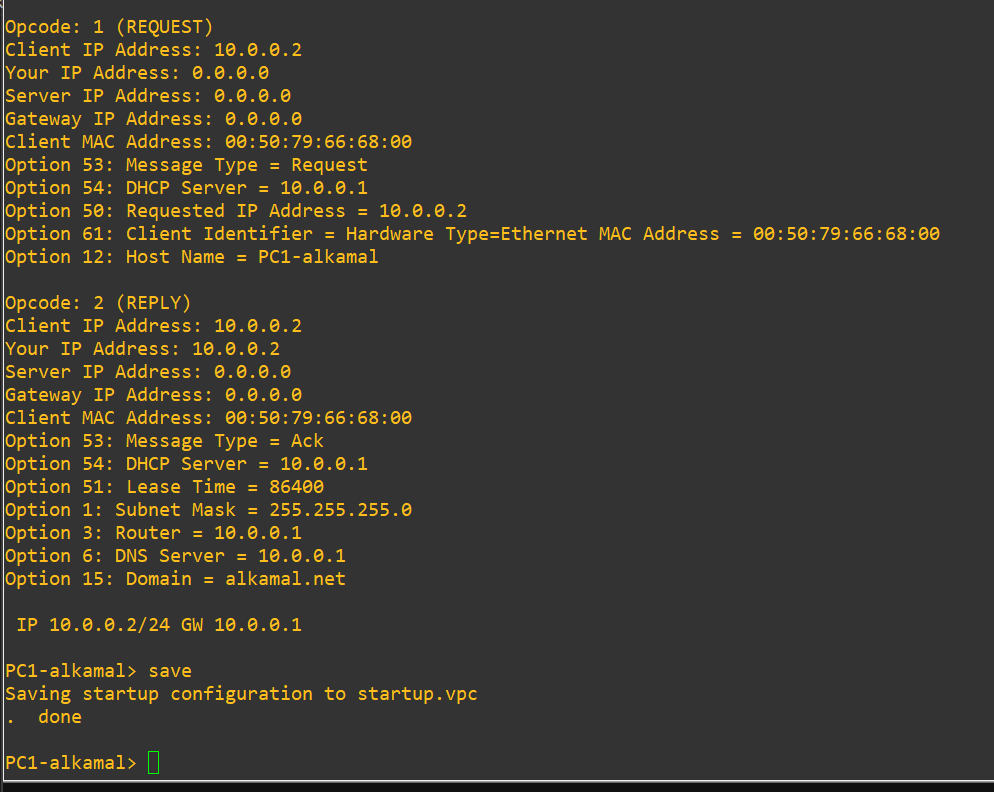 Opcode: 1 (REQUEST)
Client IP Address: 10.0.0.2
Your IP Address: 0.0.0.0
Server IP Address: 0.0.0.0
Gateway IP Address: 0.0.0.0
Client MAC Address: 00:50:79:66:68:00
Option 53: Message Type = Request
Option 54: DHCP Server = 10.0.0.1
Option 50: Requested IP Address = 10.0.0.2
Option 61: Client Identifier = Hardware Type=Ethernet MAC Address = 00:50:79:66:68:00
Option 12: Host Name = PC1-alkamal
Opcode: 2 (REPLY)
Client IP Address: 10.0.0.2
Your IP Address: 10.0.0.2
Server IP Address: 0.0.0.0
Gateway IP Address: 0.0.0.0
Client MAC Address: 00:50:79:66:68:00
Option 53: Message Type = Ack
Option 54: DHCP Server = 10.0.0.1
Option 51: Lease Time = 86400
Option 1: Subnet Mask = 255.255.255.0
Option 3: Router = 10.0.0.1
Option 6: DNS Server = 10.0.0.1
Option 15: Domain = alkamal.net
IP 10.0.0.2/24 GW 10.0.0.1
PC1-alkamal> save
Saving startup configuration to startup.vpc
.  done
PC1-alkamal>